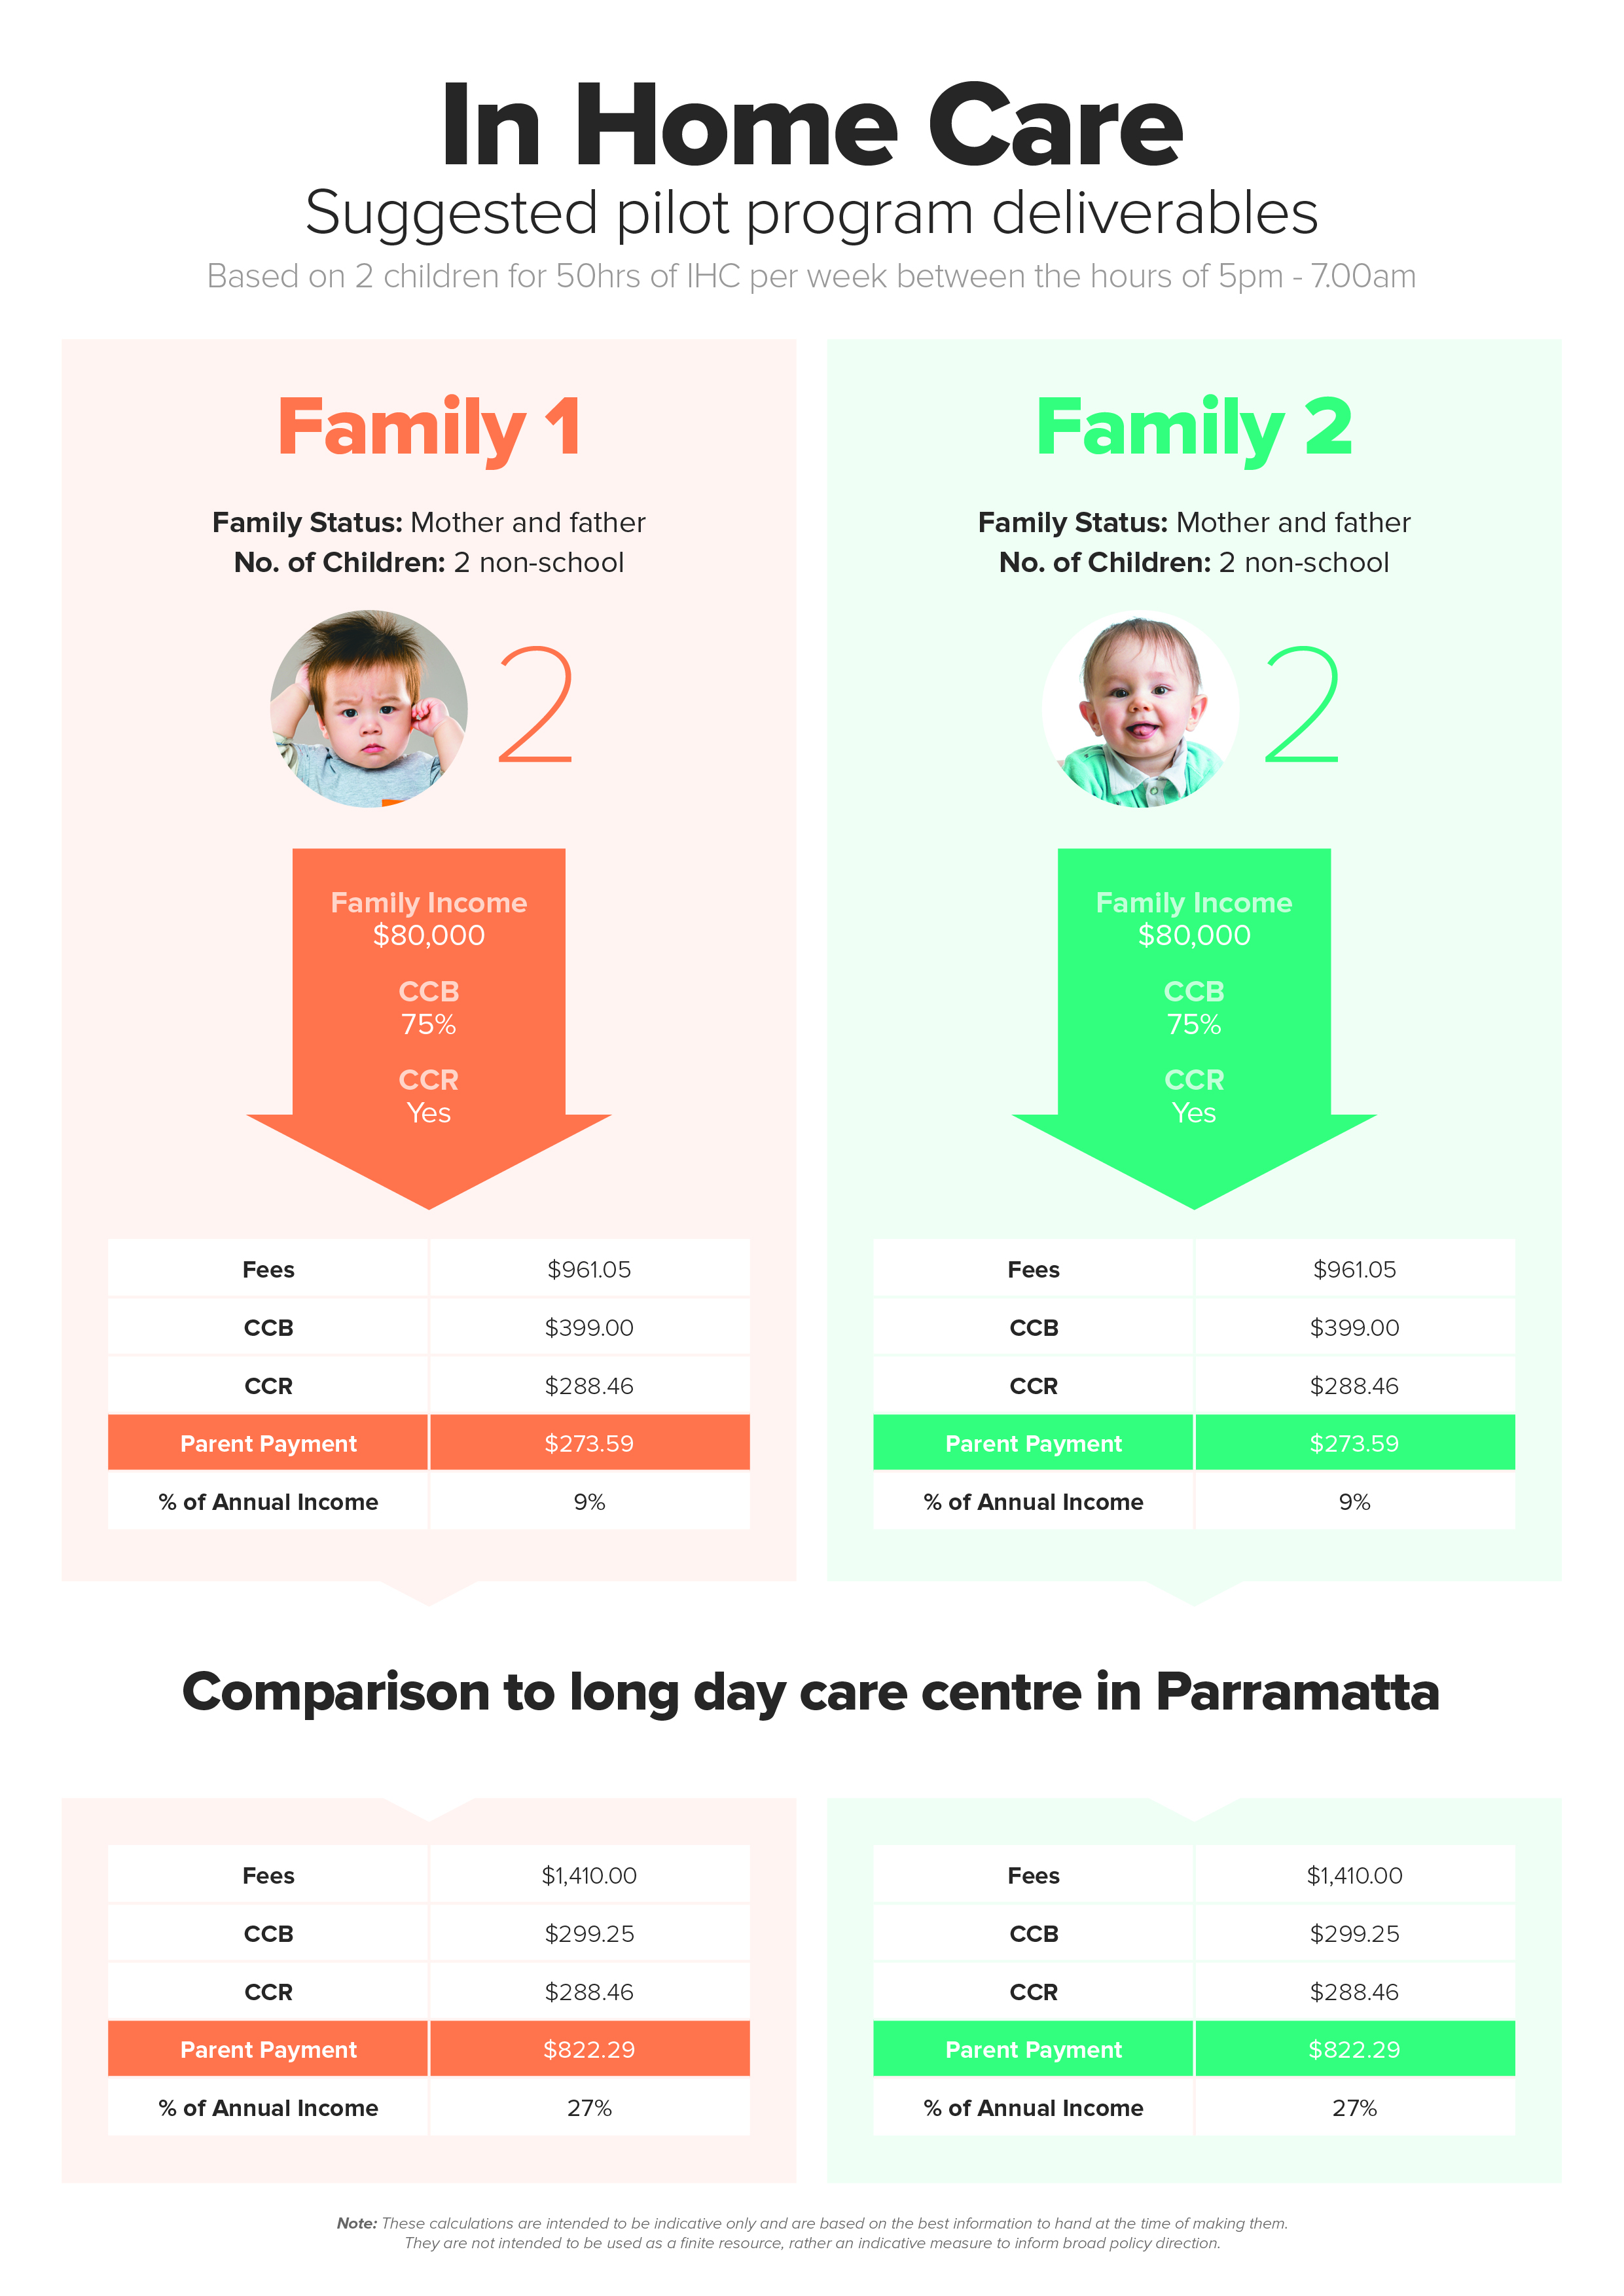 In Home Care
Suggested pilot program deliverables
Based on 2 children for 50hrs of IHC per week between the hours of 5pm - 7.00am
Family 1
Family Status: Mother and father
No. of Children: 2 non-school
2
Family Income
$80,000
CCB
75%
CCR
Yes
Fees $961.05
CCB $399.00
CCR $288.46
Parent Payment $273.59
% of Annual Income 9%
Family 2
Family Status: Mother and father
No. of Children: 2 non-school
2
Family Income
$80,000
CCB
75%
CCR
Yes
Fees $961.05
CCB $399.00
CCR $288.46
Parent Payment $273.59
% of Annual Income 9%
Comparison to long day care centre in Parramatta
Fees $1,410.00
CCB $299.25
CCR $288.46
Parent Payment $822.29
% of Annual Income 27%
Fees $1,410.00
CCB $299.25
CCR $288.46
Parent Payment $822.29
% of Annual Income 27%
Note: These calculations are intended to be indicative only and are based on the best information to hand at the time of making them.
They are not intended to be used as a finite resource, rather an indicative measure to inform broad policy direction.